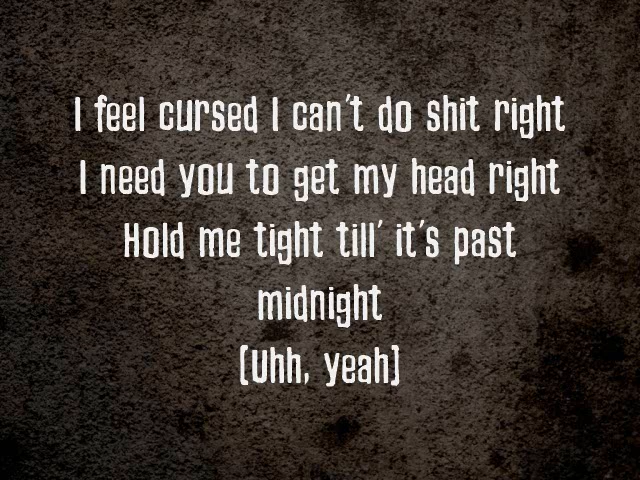 I feel cursed I can't do shit right
I need you to get my head right
Hold me tight till' it's past
midnight
(Uhh, yeah)